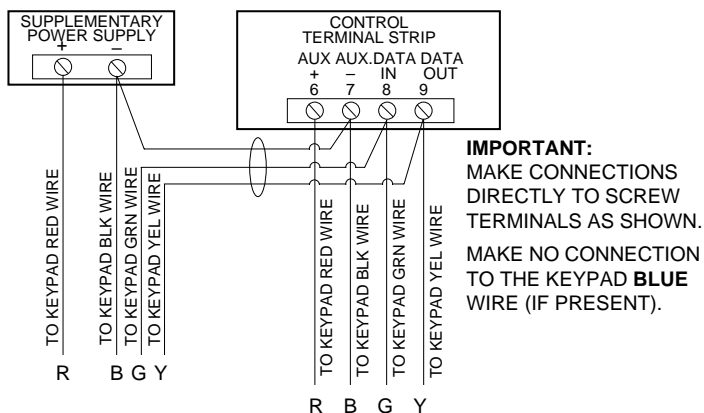 SUPPLEMENTARY
POWER SUPPLY
+ –
CONTROL
TERMINAL STRIP
AUX AUX. DATA DATA
+ – IN OUT
6 7 8 9
IMPORTANT:
MAKE CONNECTIONS
DIRECTLY TO SCREW
TERMINALS AS SHOWN.
MAKE NO CONNECTION
TO THE KEYPAD BLUE
WIRE (IF PRESENT).
TO KEYPAD RED WIRE
TO KEYPAD BLK WIRE
TO KEYPAD GRN WIRE
TO KEYPAD YEL WIRE
TO KEYPAD RED WIRE
TO KEYPAD BLK WIRE
TO KEYPAD GRN WIRE
TO KEYPAD YEL WIRE
R B G Y
R B G Y